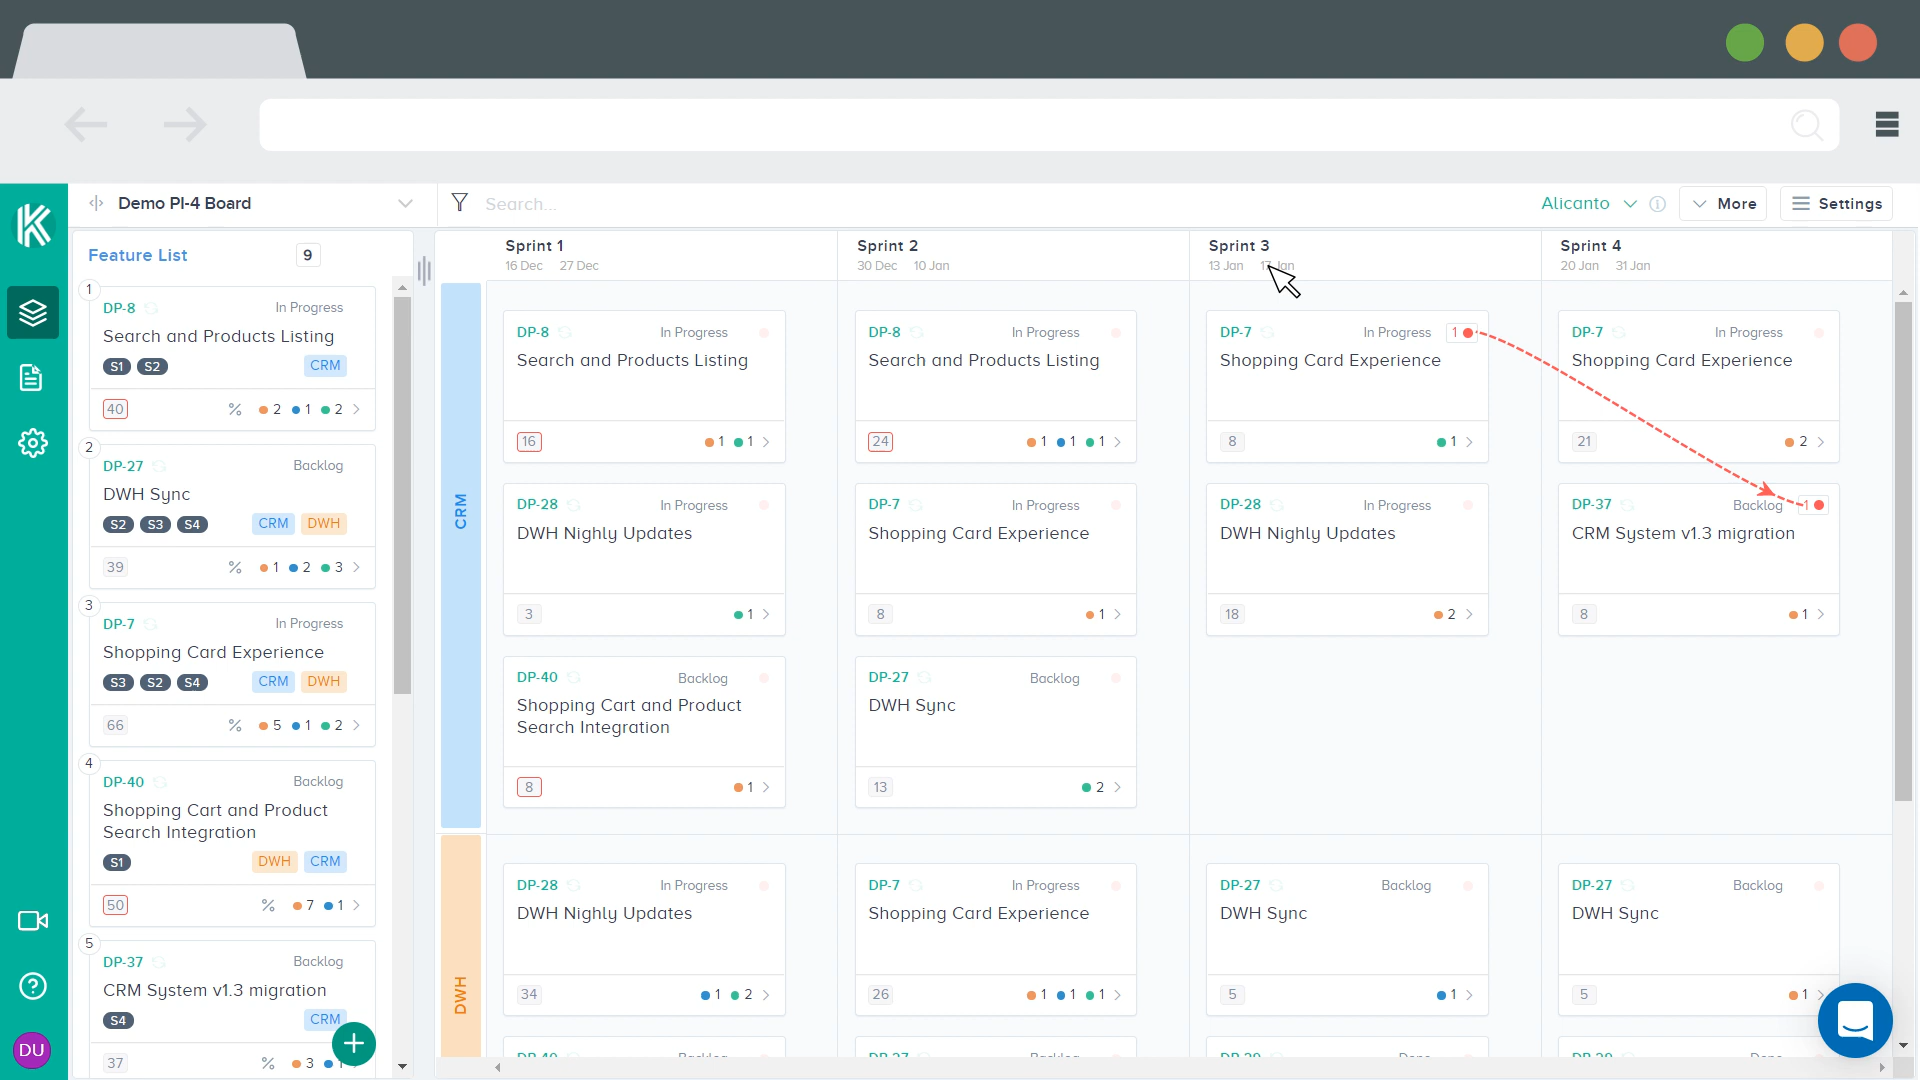 Demo PI-4 Board
Search...
Alicanto
More
Settings
Feature List
9
1
DP-8
In Progress
Search and Products Listing
S1 S2
CRM
40
% 2 1 2
2
DP-27
Backlog
DWH Sync
S2 S3 S4
CRM DWH
39
% 1 2 3
3
DP-7
In Progress
Shopping Card Experience
S3 S2 S4
CRM DWH
66
% 5 1 2
4
DP-40
Backlog
Shopping Cart and Product
Search Integration
S1
DWH CRM
50
% 7 1
5
DP-37
Backlog
CRM System v1.3 migration
S4
CRM
37
% 3 1
DU
Sprint 1
16 Dec 27 Dec
Sprint 2
30 Dec 10 Jan
Sprint 3
13 Jan 17 Jan
Sprint 4
20 Jan 31 Jan
CRM
DP-8 In Progress
Search and Products Listing
16 1 1
DP-8 In Progress
Search and Products Listing
24 1 1 1
DP-7 In Progress 1
Shopping Card Experience
8 1
DP-7 In Progress
Shopping Card Experience
21 2
DP-28 In Progress
DWH Nighly Updates
3 1
DP-7 In Progress
Shopping Card Experience
8 1
DP-28 In Progress
DWH Nighly Updates
18 2
DP-37 Backlog 1
CRM System v1.3 migration
8 1
DP-40 Backlog
Shopping Cart and Product
Search Integration
8 1
DP-27 Backlog
DWH Sync
13 2
DWH
DP-28 In Progress
DWH Nighly Updates
34 1 2
DP-7 In Progress
Shopping Card Experience
26 1 1 1
DP-27 Backlog
DWH Sync
5 1
DP-27 Backlog
DWH Sync
5 1
DP-40 Backlog
DP-27 Backlog